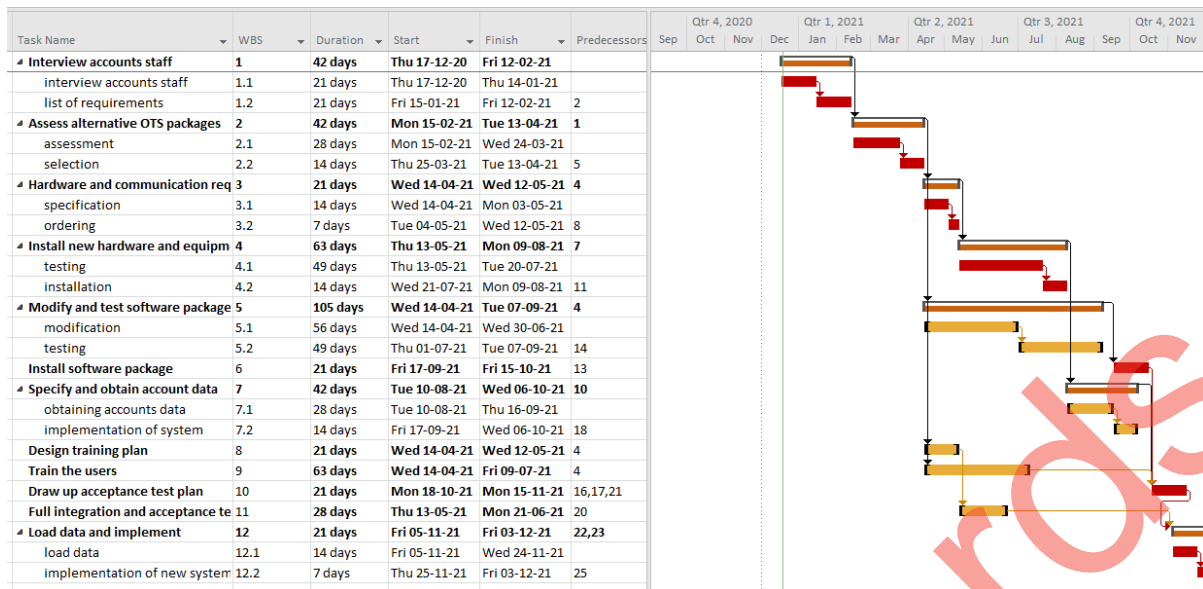 Qtr 4, 2020 Qtr 1, 2021 Qtr 2, 2021 Qtr 3, 2021 Qtr 4, 2021
Task Name WBS Duration Start Finish Predecessors Sep Oct Nov Dec Jan Feb Mar Apr May Jun Jul Aug Sep Oct Nov
Interview accounts staff 1 42 days Thu 17-12-20 Fri 12-02-21
interview accounts staff 1.1 21 days Thu 17-12-20 Thu 14-01-21
list of requirements 1.2 21 days Fri 15-01-21 Fri 12-02-21 2
Assess alternative OTS packages 2 42 days Mon 15-02-21 Tue 13-04-21 1
assessment 2.1 28 days Mon 15-02-21 Wed 24-03-21
selection 2.2 14 days Thu 25-03-21 Tue 13-04-21 5
Hardware and communication req 3 21 days Wed 14-04-21 Wed 12-05-21 4
specification 3.1 14 days Wed 14-04-21 Mon 03-05-21
ordering 3.2 7 days Tue 04-05-21 Wed 12-05-21 8
Install new hardware and equipm 4 63 days Thu 13-05-21 Mon 09-08-21 7
testing 4.1 49 days Thu 13-05-21 Tue 20-07-21
installation 4.2 14 days Wed 21-07-21 Mon 09-08-21 11
Modify and test software package 5 105 days Wed 14-04-21 Tue 07-09-21 4
modification 5.1 56 days Wed 14-04-21 Wed 30-06-21
testing 5.2 49 days Thu 01-07-21 Tue 07-09-21 14
Install software package 6 21 days Fri 17-09-21 Fri 15-10-21 13
Specify and obtain account data 7 42 days Tue 10-08-21 Wed 06-10-21 10
obtaining accounts data 7.1 28 days Tue 10-08-21 Thu 16-09-21
implementation of system 7.2 14 days Fri 17-09-21 Wed 06-10-21 18
Design training plan 8 21 days Wed 14-04-21 Wed 12-05-21 4
Train the users 9 63 days Wed 14-04-21 Fri 09-07-21 4
Draw up acceptance test plan 10 21 days Mon 18-10-21 Mon 15-11-21 16,17,21
Full integration and acceptance te 11 28 days Thu 13-05-21 Mon 21-06-21 20
Load data and implement 12 21 days Fri 05-11-21 Fri 03-12-21 22,23
load data 12.1 14 days Fri 05-11-21 Wed 24-11-21
implementation of new system 12.2 7 days Thu 25-11-21 Fri 03-12-21 25
rds